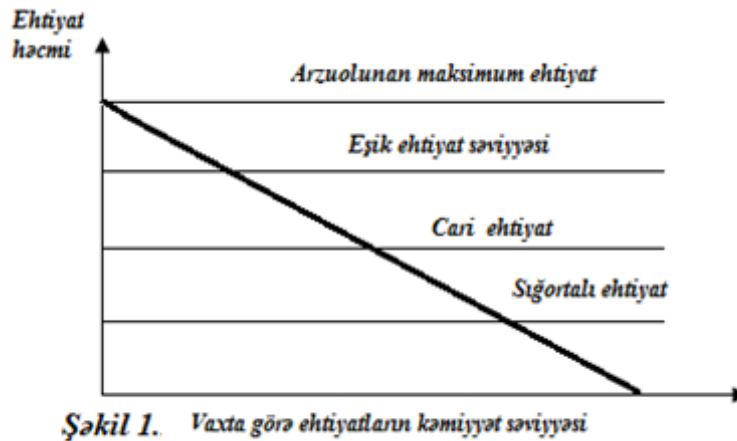 Ehtiyat
həcmi
Arzuolunan maksimum ehtiyat
Eşik ehtiyat səviyyəsi
Cari ehtiyat
Sığortalı ehtiyat
Şəkil 1. Vaxta görə ehtiyatların kəmiyyət səviyyəsi